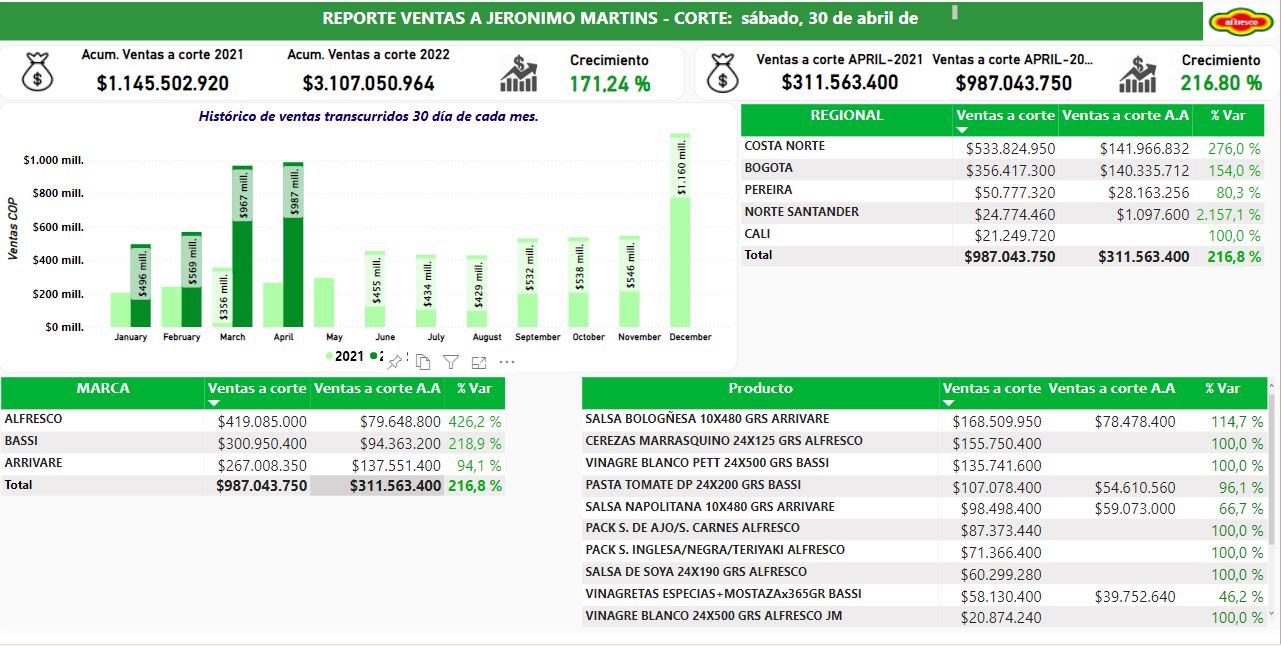 REPORTE VENTAS A JERONIMO MARTINS - CORTE: sábado, 30 de abril de
alfresco
Acum. Ventas a corte 2021
$1.145.502.920
Acum. Ventas a corte 2022
$3.107.050.964
Crecimiento
171,24 %
Ventas a corte APRIL-2021
$311.563.400
Ventas a corte APRIL-20...
$987.043.750
Crecimiento
216.80 %
Histórico de ventas transcurridos 30 día de cada mes.
Ventas COP
$1.000 mill.
$800 mill.
$600 mill.
$400 mill.
$200 mill.
$0 mill.
$496 mill.
$569 mill.
$356 mill.
$967 mill.
$987 mill.
$455 mill.
$434 mill.
$429 mill.
$532 mill.
$538 mill.
$546 mill.
$1.160 mill.
January February March April May June July August September October November December
2021
REGIONAL Ventas a corte Ventas a corte A.A % Var
COSTA NORTE $533.824.950 $141.966.832 276,0 %
BOGOTA $356.417.300 $140.335.712 154,0 %
PEREIRA $50.777.320 $28.163.256 80,3 %
NORTE SANTANDER $24.774.460 $1.097.600 2.157,1 %
CALI $21.249.720 100,0 %
Total $987.043.750 $311.563.400 216,8 %
MARCA Ventas a corte Ventas a corte A.A % Var
ALFRESCO $419.085.000 $79.648.800 426,2 %
BASSI $300.950.400 $94.363.200 218,9 %
ARRIVARE $267.008.350 $137.551.400 94,1 %
Total $987.043.750 $311.563.400 216,8 %
Producto Ventas a corte Ventas a corte A.A % Var
SALSA BOLOGÑESA 10X480 GRS ARRIVARE $168.509.950 $78.478.400 114,7 %
CEREZAS MARRASQUINO 24X125 GRS ALFRESCO $155.750.400 100,0 %
VINAGRE BLANCO PETT 24X500 GRS BASSI $135.741.600 100,0 %
PASTA TOMATE DP 24X200 GRS BASSI $107.078.400 $54.610.560 96,1 %
SALSA NAPOLITANA 10X480 GRS ARRIVARE $98.498.400 $59.073.000 66,7 %
PACK S. DE AJO/S. CARNES ALFRESCO $87.373.440 100,0 %
PACK S. INGLESA/NEGRA/TERIYAKI ALFRESCO $71.366.400 100,0 %
SALSA DE SOYA 24X190 GRS ALFRESCO $60.299.280 100,0 %
VINAGRETAS ESPECIAS+MOSTAZAx365GR BASSI $58.130.400 $39.752.640 46,2 %
VINAGRE BLANCO 24X500 GRS ALFRESCO JM $20.874.240 100,0 %